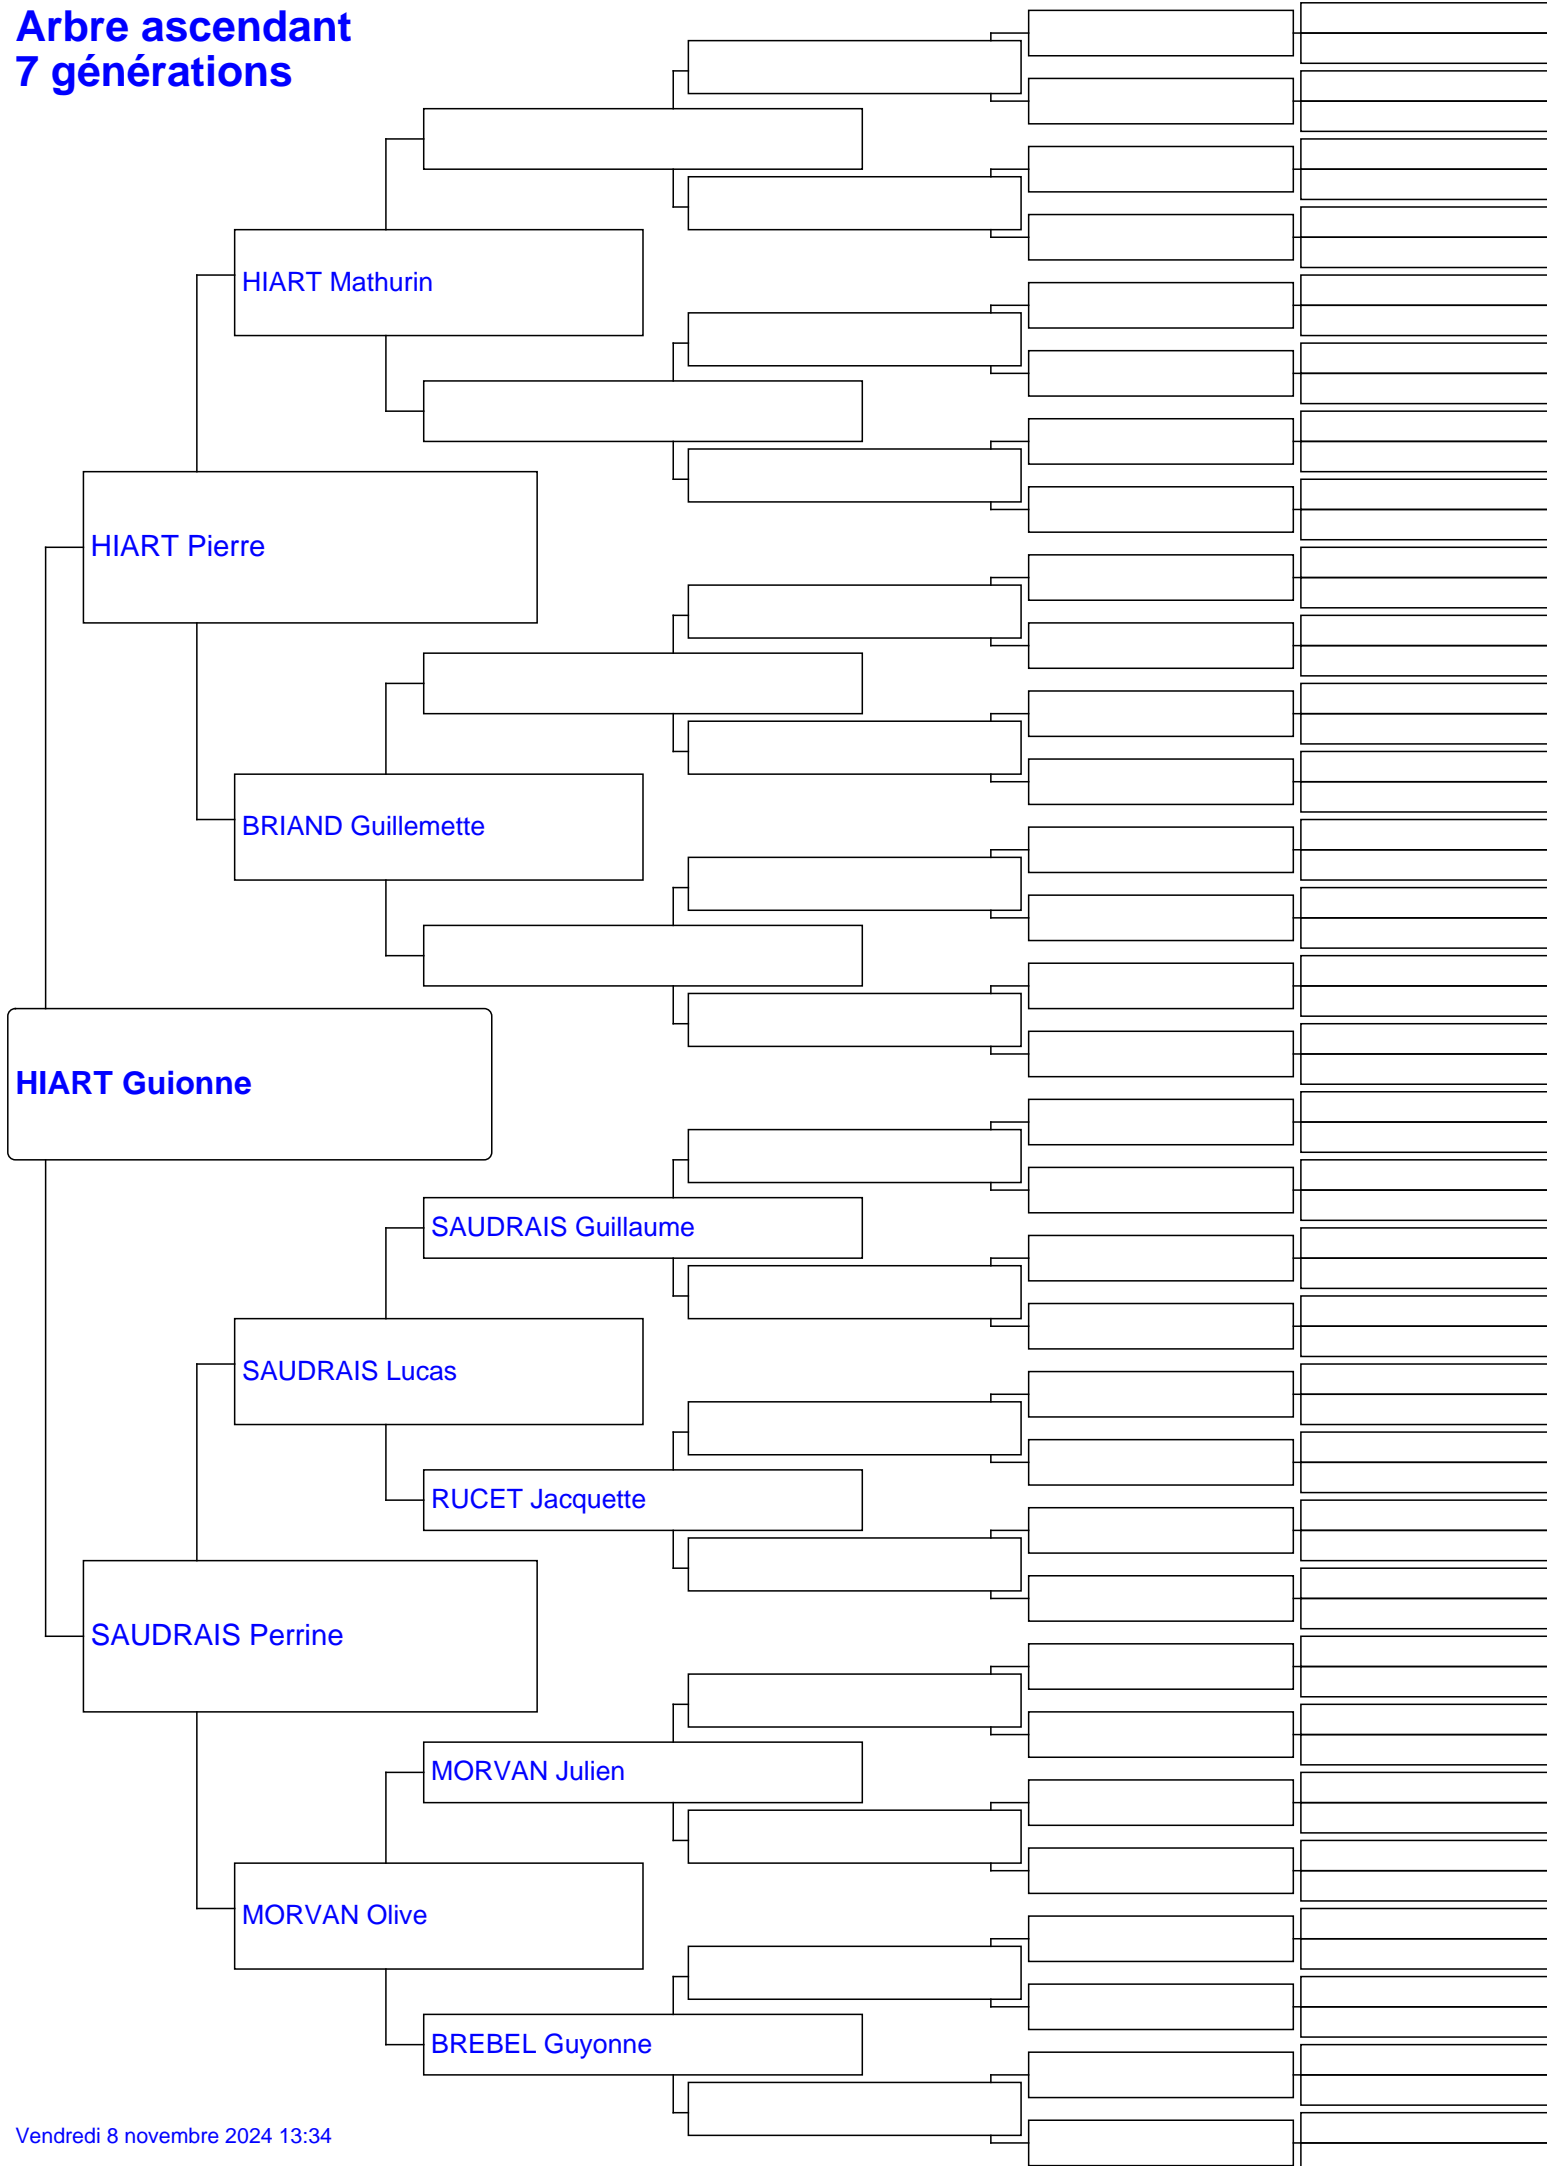 Arbre ascendant
7 générations
HIART Mathurin
HIART Pierre
BRIAND Guillemette
HIART Guionne
SAUDRAIS Guillaume
SAUDRAIS Lucas
RUCET Jacquette
SAUDRAIS Perrine
MORVAN Julien
MORVAN Olive
BREBEL Guyonne
Vendredi 8 novembre 2024 13:34